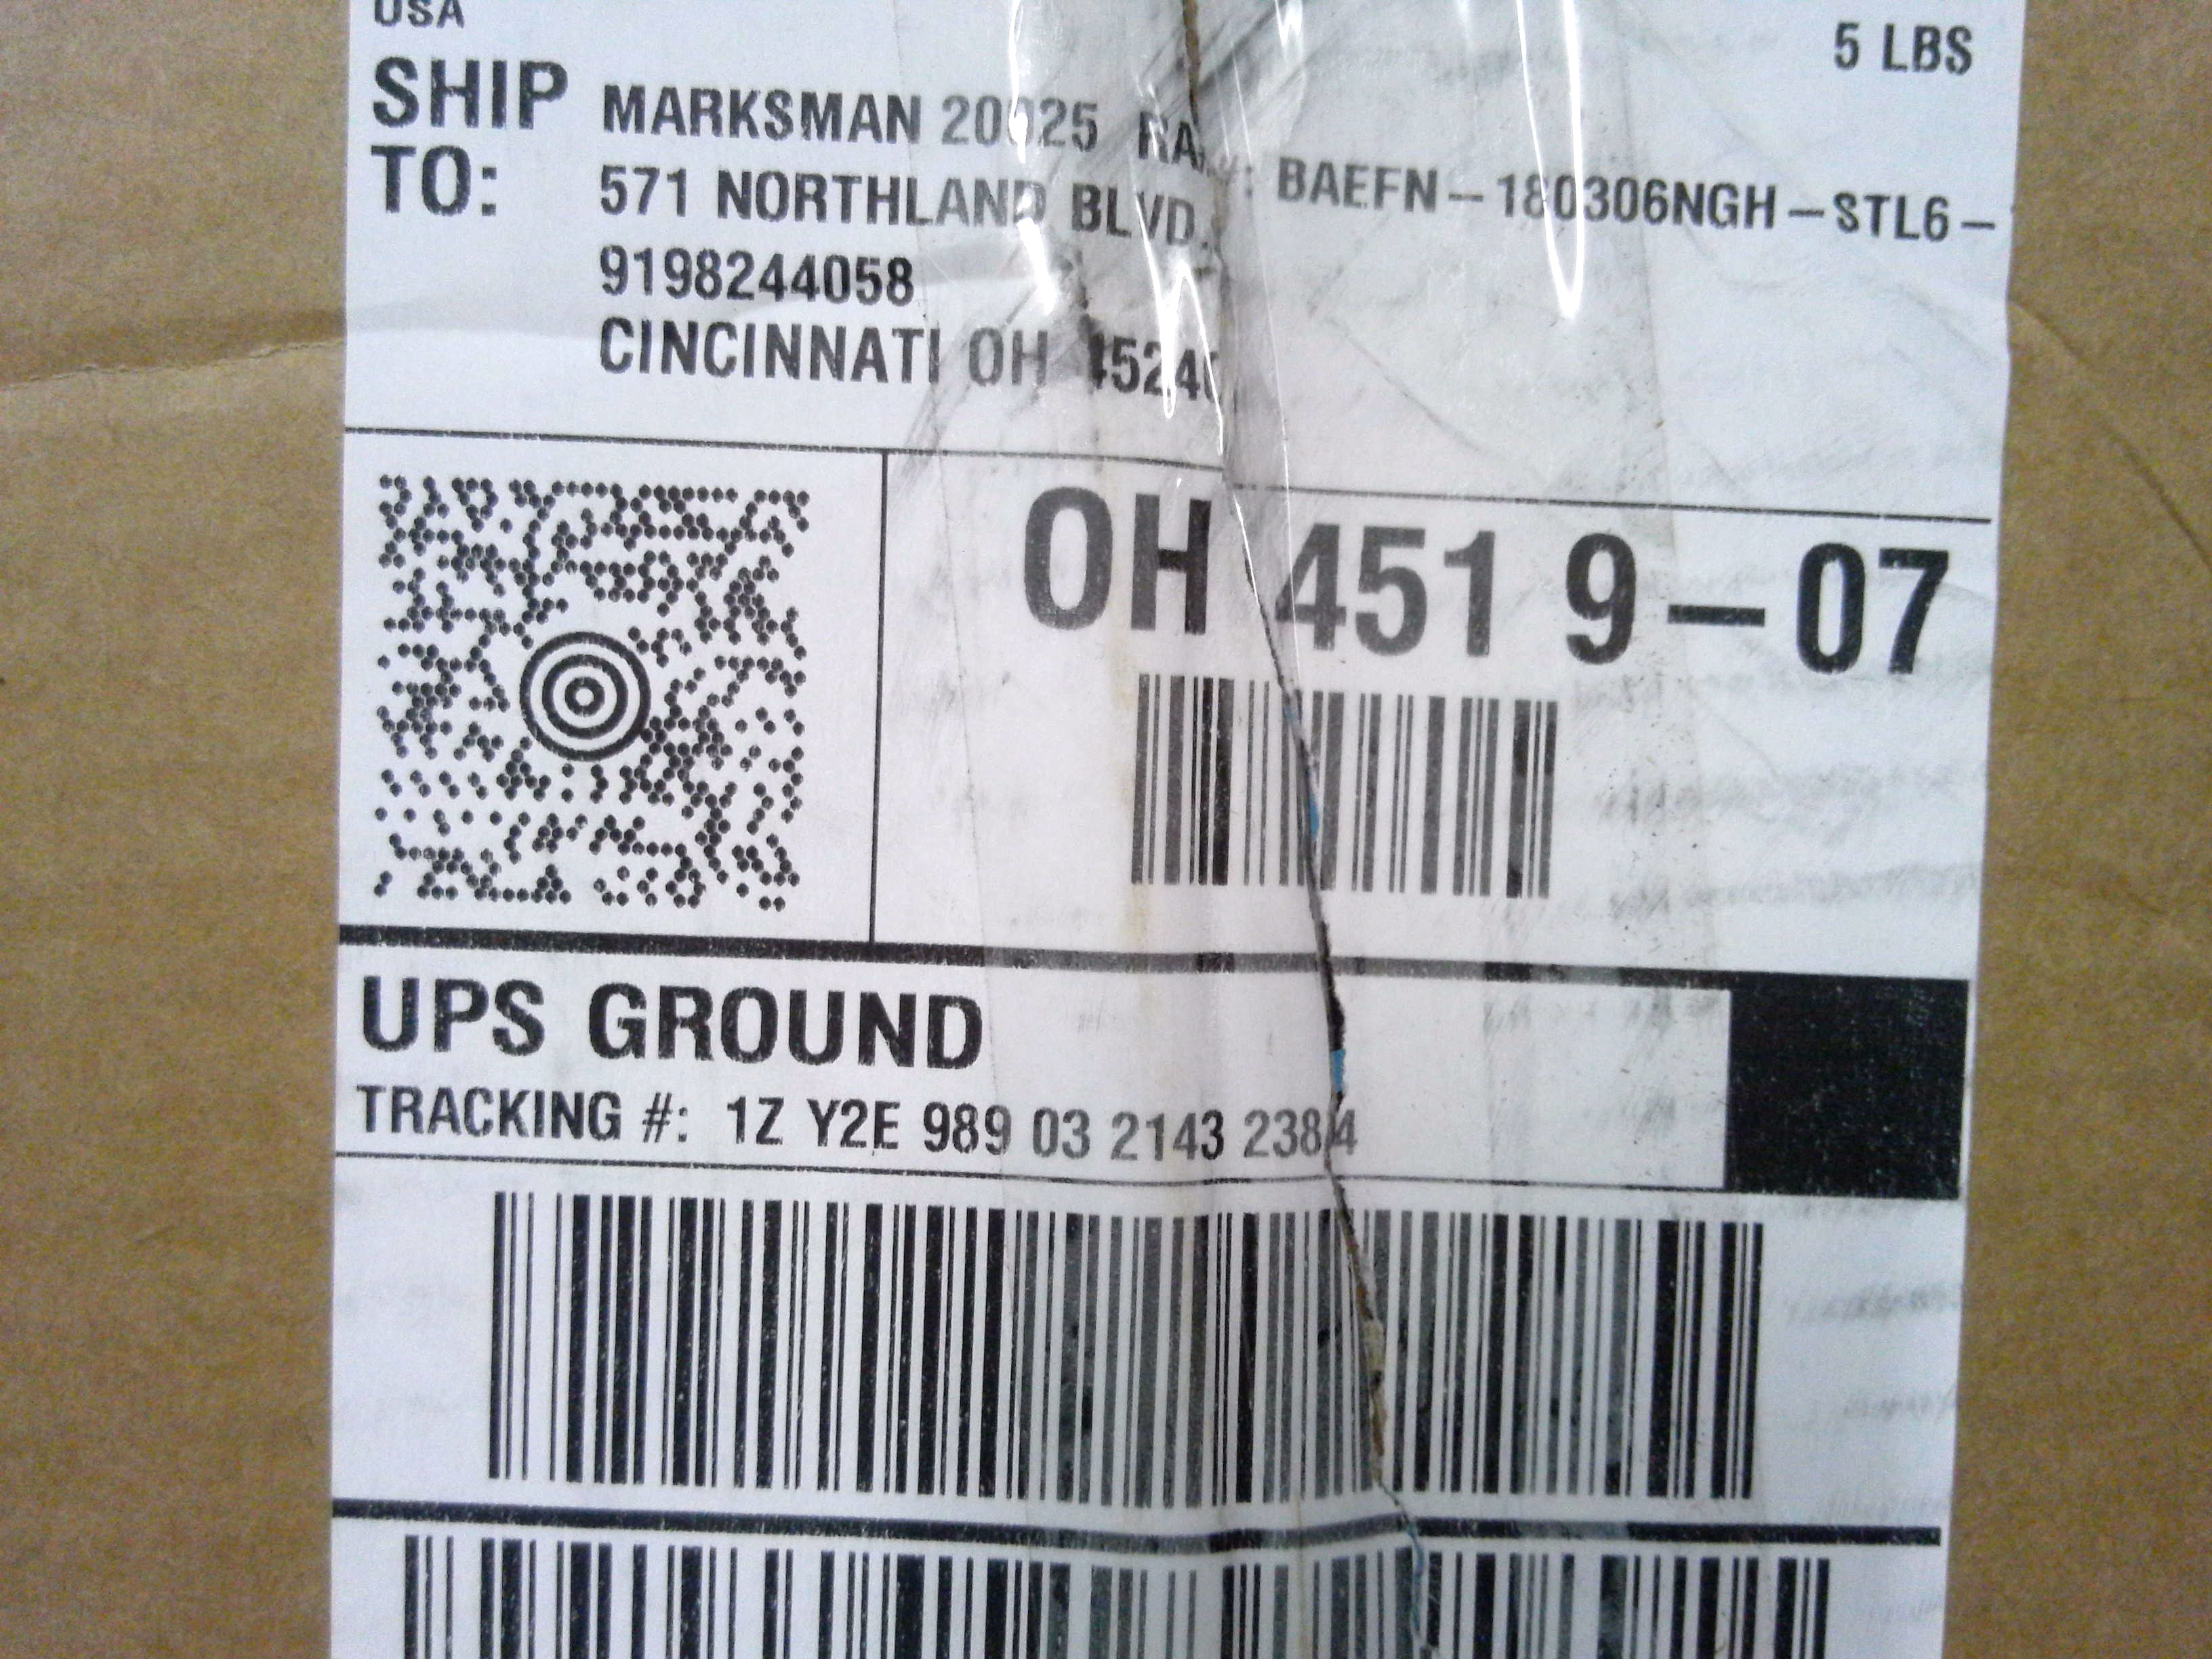 USA
5 LBS
SHIP TO:
MARKSMAN 20025 BAEFN-180306NGH-STL6-
571 NORTHLAND BLVD.
9198244058
CINCINNATI OH
OH 451 9-07
UPS GROUND
TRACKING #: 1Z Y2E 989 03 2143 2384